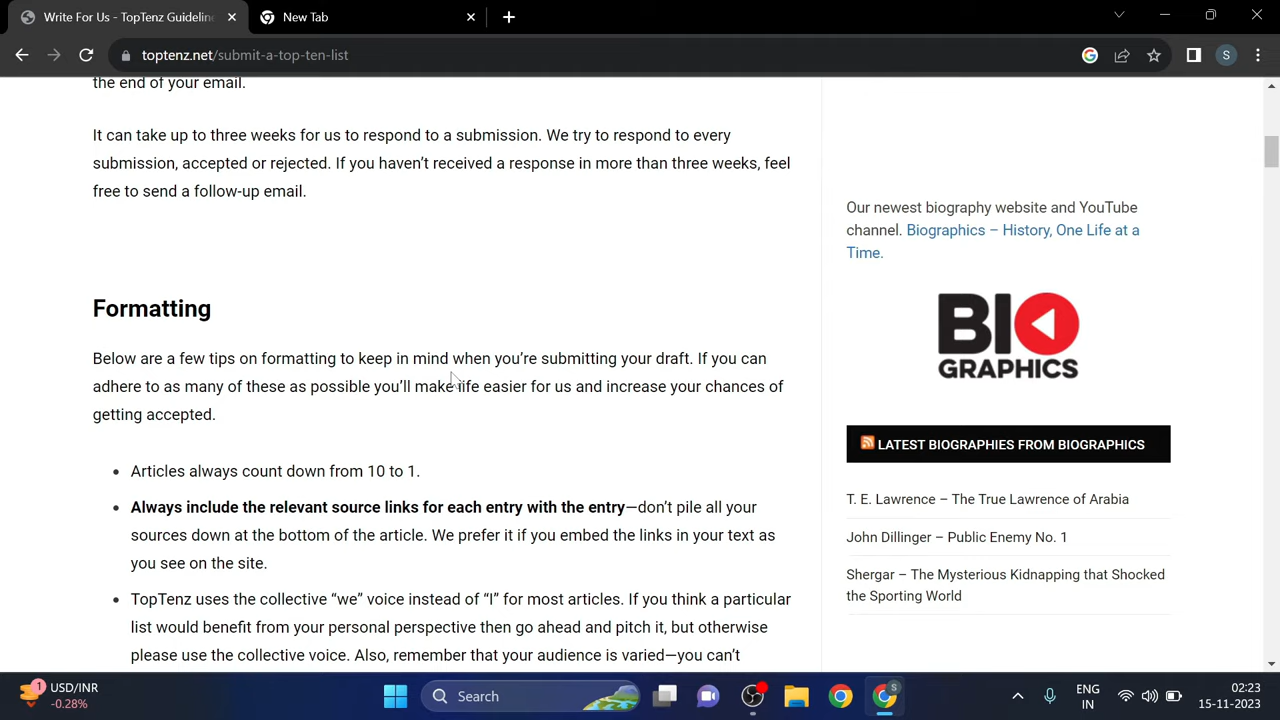 Write For Us - TopTenz Guidelin
New Tab
toptenz.net/submit-a-top-ten-list
S
the end of your email.
It can take up to three weeks for us to respond to a submission. We try to respond to every
submission, accepted or rejected. If you haven't received a response in more than three weeks, feel
free to send a follow-up email.
Formatting
Below are a few tips on formatting to keep in mind when you're submitting your draft. If you can
adhere to as many of these as possible you'll make life easier for us and increase your chances of
getting accepted.
• Articles always count down from 10 to 1.
• Always include the relevant source links for each entry with the entry—don't pile all your
sources down at the bottom of the article. We prefer it if you embed the links in your text as
you see on the site.
• TopTenz uses the collective “we” voice instead of “I” for most articles. If you think a particular
list would benefit from your personal perspective then go ahead and pitch it, but otherwise
please use the collective voice. Also, remember that your audience is varied—you can't
Our newest biography website and YouTube
channel. Biographics – History, One Life at a
Time.
BIO
GRAPHICS
LATEST BIOGRAPHIES FROM BIOGRAPHICS
T. E. Lawrence – The True Lawrence of Arabia
John Dillinger – Public Enemy No. 1
Shergar – The Mysterious Kidnapping that Shocked
the Sporting World
1
USD/INR
-0.28%
Search
S
ENG
IN
02:23
15-11-2023